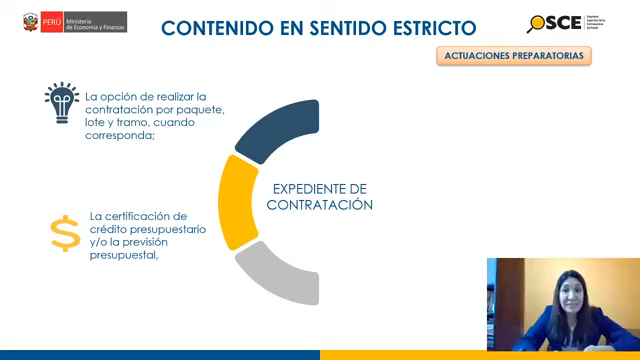 PERÚ
Ministerio
de Economía y Finanzas
CONTENIDO EN SENTIDO ESTRICTO
OSCE
ACTUACIONES PREPARATORIAS
La opción de realizar la
contratación por paquete,
lote y tramo, cuando
corresponda;
EXPEDIENTE DE
CONTRATACIÓN
La certificación de
crédito presupuestario
y/o la previsión
presupuestal,